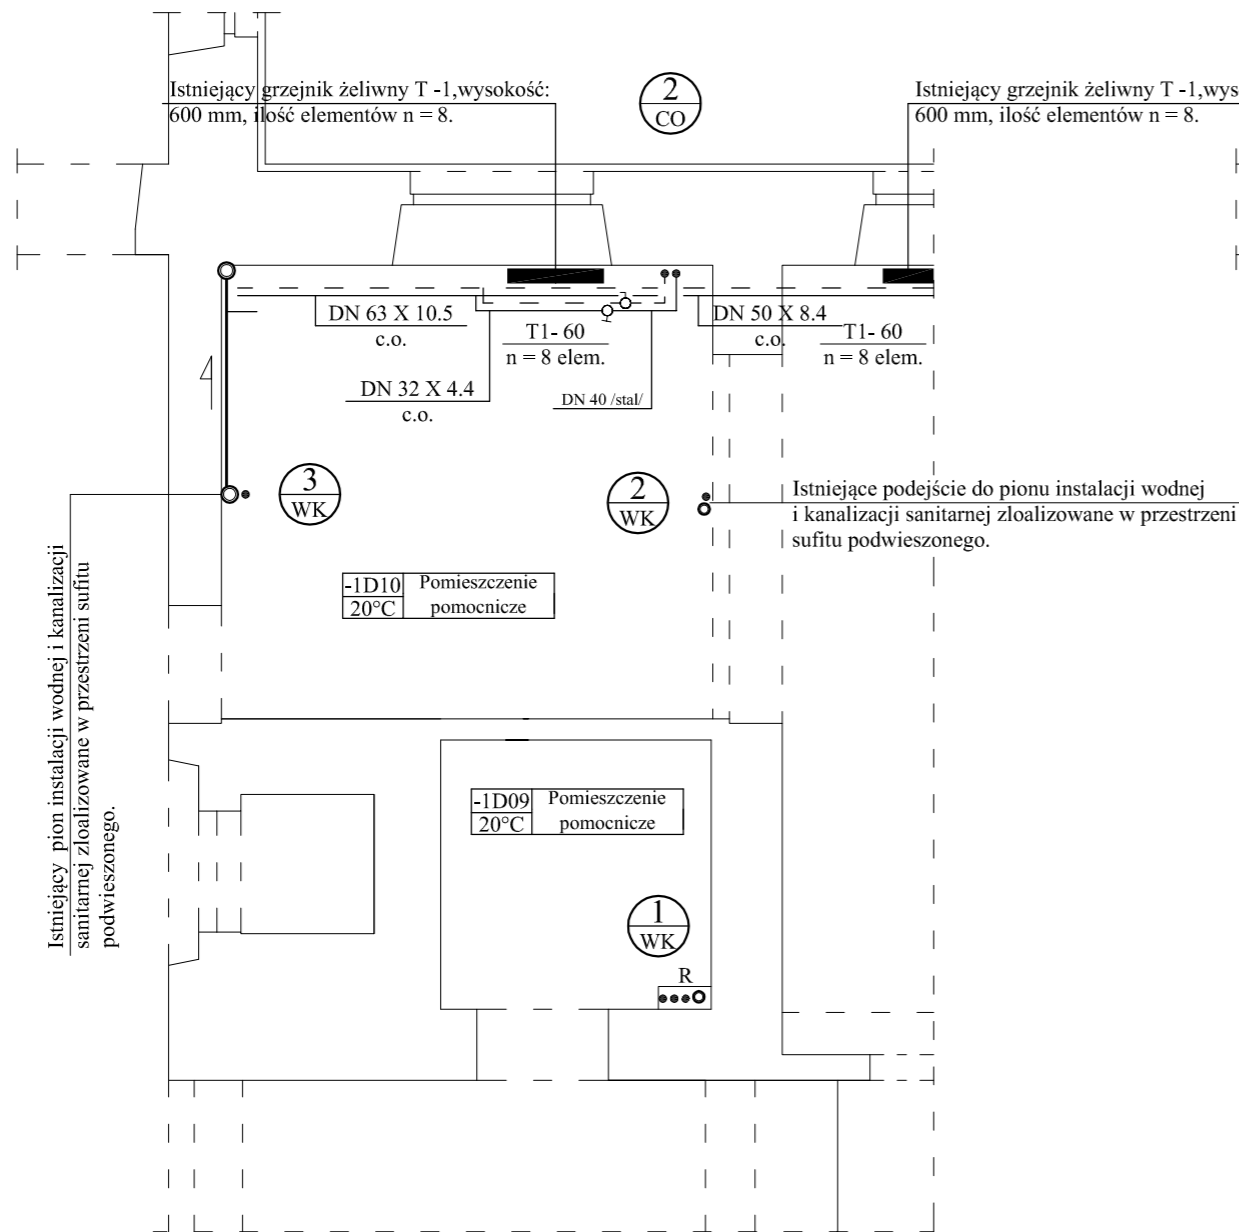 Istniejący grzejnik żeliwny T -1,wysokość:
600 mm, ilość elementów n = 8.
2
CO
Istniejący grzejnik żeliwny T -1,wys
600 mm, ilość elementów n = 8.
DN 63 X 10.5
c.o.
T1- 60
n = 8 elem.
DN 50 X 8.4
c.o.
T1- 60
n = 8 elem.
DN 32 X 4.4
c.o.
DN 40 /stal/
3
WK
2
WK
Istniejące podejście do pionu instalacji wodnej
i kanalizacji sanitarnej zloalizowane w przestrzeni
sufitu podwieszonego.
Istniejący pion instalacji wodnej i kanalizacji
sanitarnej zloalizowane w przestrzeni sufitu
podwieszonego.
-1D10 Pomieszczenie
20°C pomocnicze
-1D09 Pomieszczenie
20°C pomocnicze
1
WK
R